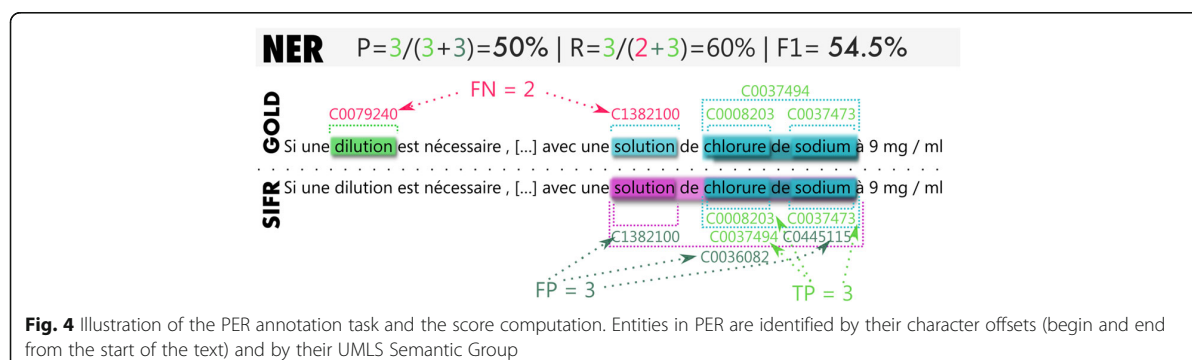 NER P=3/(3+3)=50% | R=3/(2+3)=60% | F1= 54.5%
FN = 2
C0037494
C0079240 C1382100 C0008203 C0037473
GOLD
Si une dilution est nécessaire , [...] avec une solution de chlorure de sodium à 9 mg / ml
SIFR
Si une dilution est nécessaire , [...] avec une solution de chlorure de sodium à 9 mg / ml
C0008203 C0037473
C1382100 C0037494 C0445115
C0036082
FP = 3 TP = 3
Fig. 4 Illustration of the PER annotation task and the score computation. Entities in PER are identified by their character offsets (begin and end
from the start of the text) and by their UMLS Semantic Group